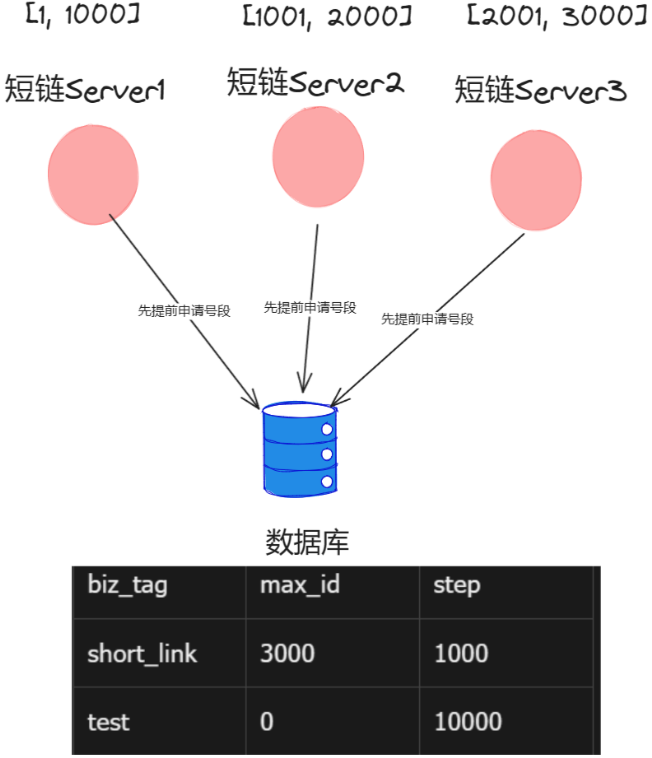 [1, 1000]
[1001, 2000]
[2001, 3000]
短链Server1
短链Server2
短链Server3
先提前申请号段
先提前申请号段
先提前申请号段
数据库
biz_tag max_id step
short_link 3000 1000
test 0 10000